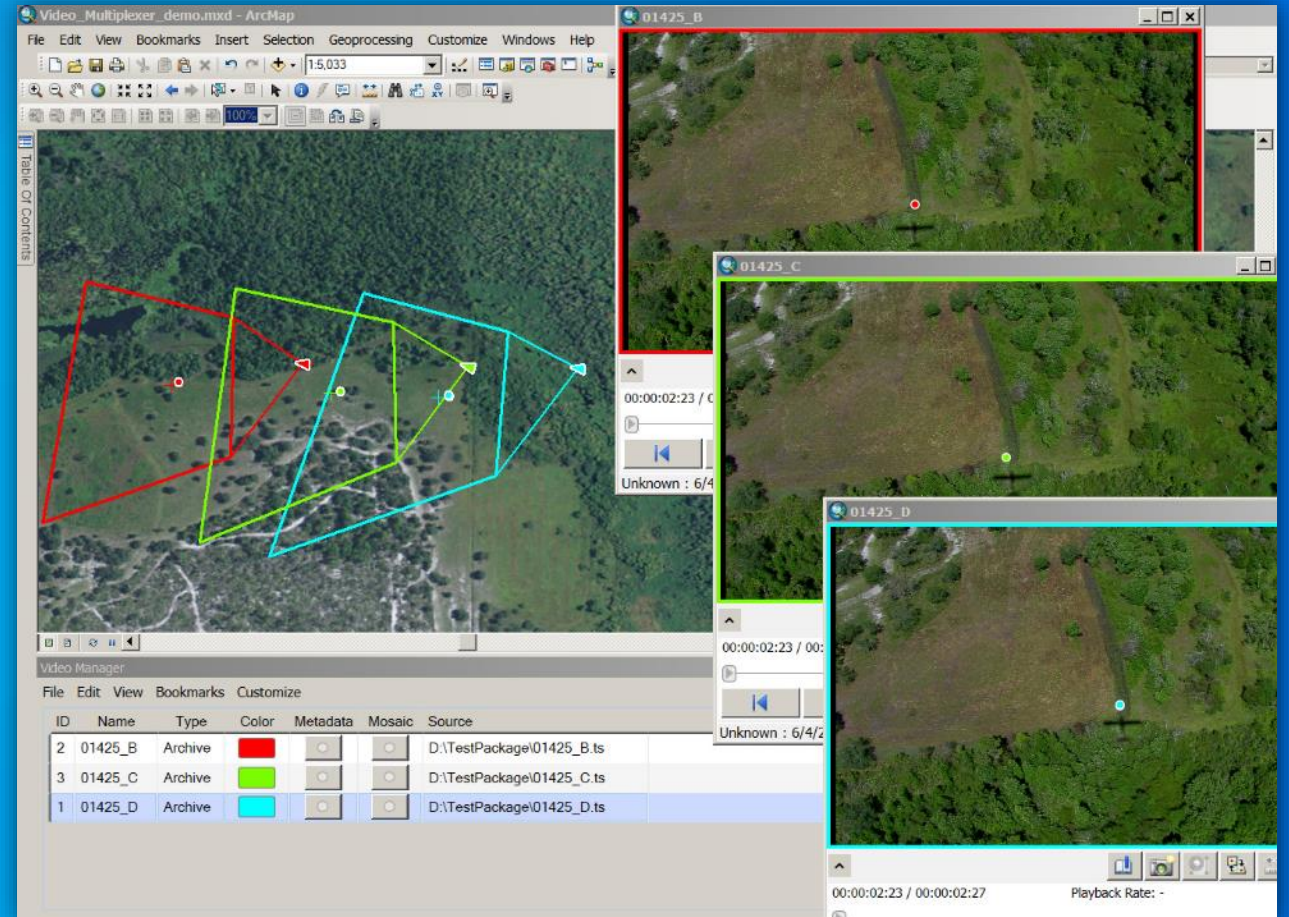 Video_Multiplexer_demo.mxd - ArcMap
File Edit View Bookmarks Insert Selection Geoprocessing Customize Windows Help
1:5,033
100%
Table Of Contents
01425_B
00:00:02:23 /
Unknown : 6/4
01425_C
00:00:02:23 / 00:
Unknown : 6/4/2
01425_D
00:00:02:23 / 00:00:02:27 Playback Rate: -
Video Manager
File Edit View Bookmarks Customize
ID Name Type Color Metadata Mosaic Source
2 01425_B Archive D:\TestPackage\01425_B.ts
3 01425_C Archive D:\TestPackage\01425_C.ts
1 01425_D Archive D:\TestPackage\01425_D.ts